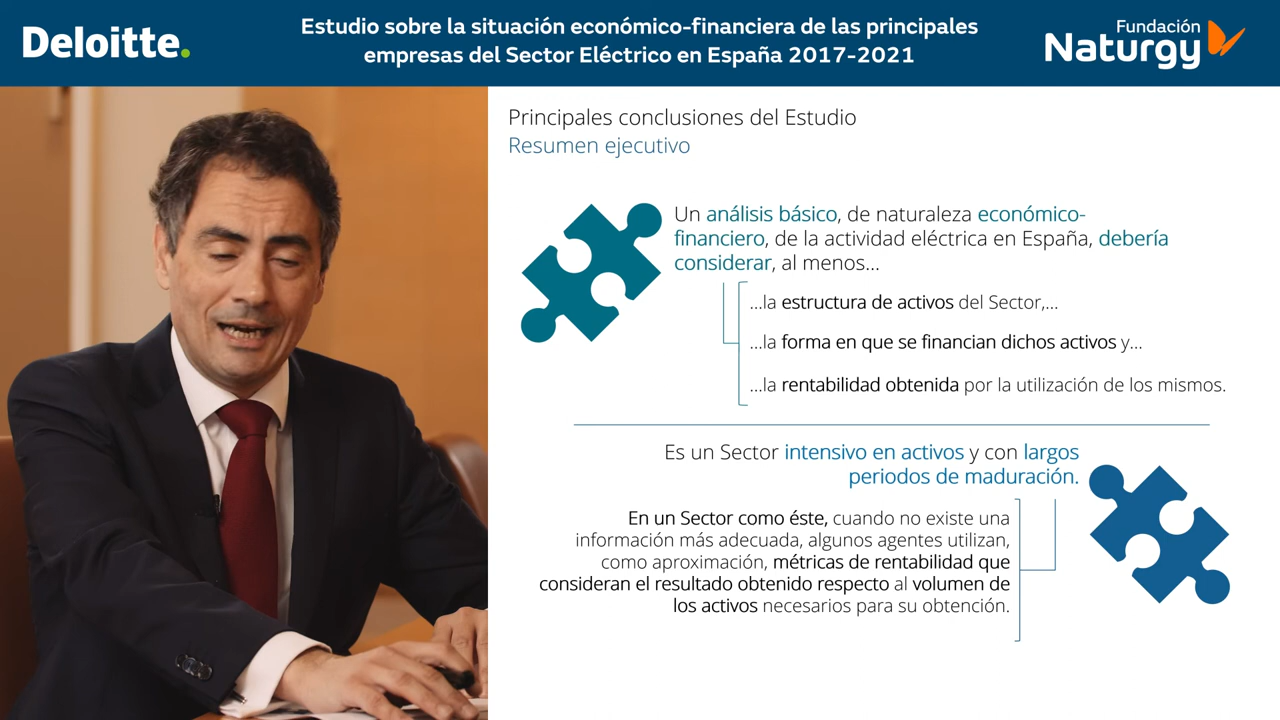 Deloitte.
Estudio sobre la situación económico-financiera de las principales
empresas del Sector Eléctrico en España 2017-2021
Fundación
Naturgy
Principales conclusiones del Estudio
Resumen ejecutivo
Un análisis básico, de naturaleza económico-
financiero, de la actividad eléctrica en España, debería
considerar, al menos...
...la estructura de activos del Sector,...
...la forma en que se financian dichos activos y...
...la rentabilidad obtenida por la utilización de los mismos.
Es un Sector intensivo en activos y con largos
periodos de maduración.
En un Sector como éste, cuando no existe una
información más adecuada, algunos agentes utilizan,
como aproximación, métricas de rentabilidad que
consideran el resultado obtenido respecto al volumen de
los activos necesarios para su obtención.